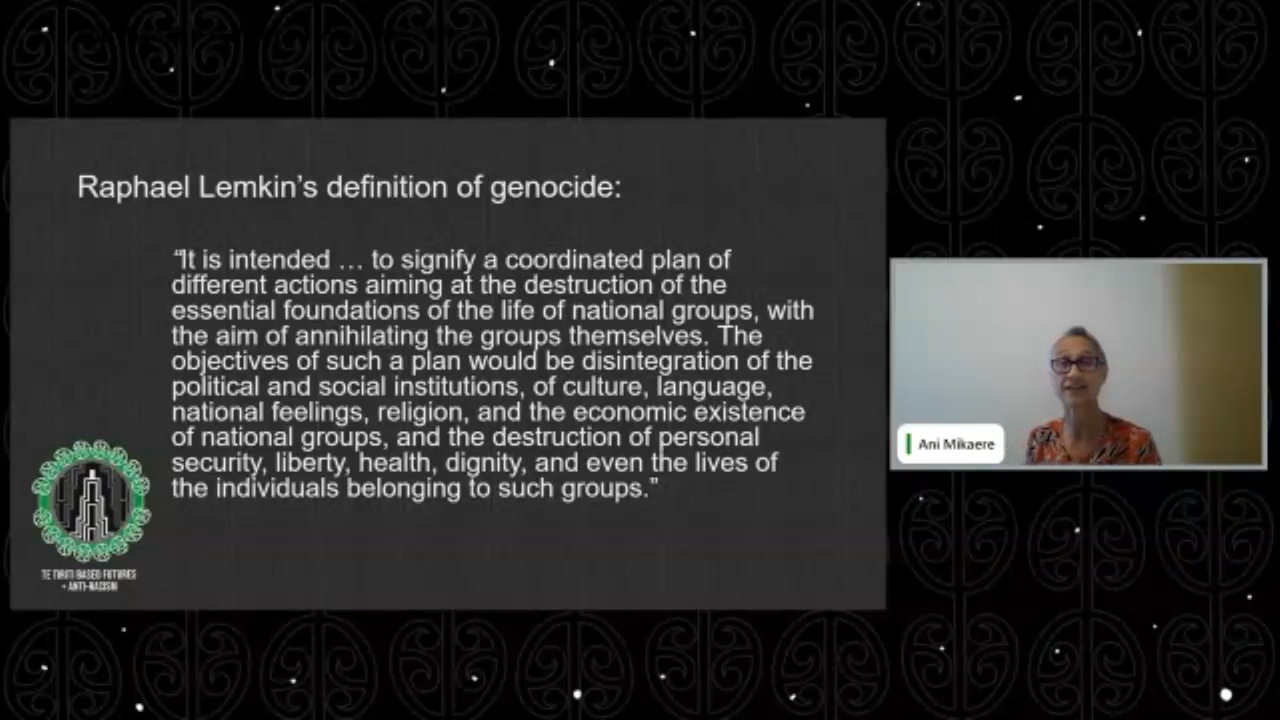 Raphael Lemkin's definition of genocide:
“It is intended … to signify a coordinated plan of
different actions aiming at the destruction of the
essential foundations of the life of national groups, with
the aim of annihilating the groups themselves. The
objectives of such a plan would be disintegration of the
political and social institutions, of culture, language,
national feelings, religion, and the economic existence
of national groups, and the destruction of personal
security, liberty, health, dignity, and even the lives of
the individuals belonging to such groups.”
TE TIRITI BASED FUTURES
+ ANTI-RACISM
Ani Mikaere